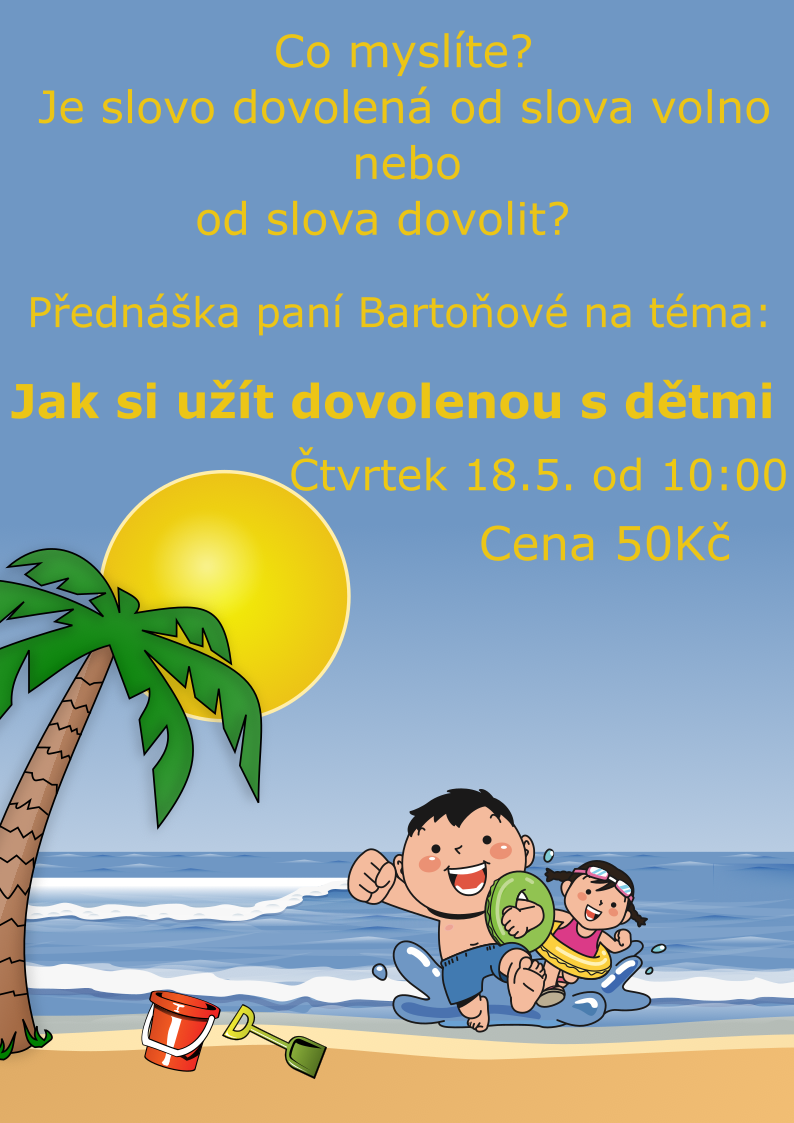 Co myslíte?
Je slovo dovolená od slova volno
nebo
od slova dovolit?
Přednáška paní Bartoňové na téma:
Jak si užít dovolenou s dětmi
Čtvrtek 18.5. od 10:00
Cena 50Kč